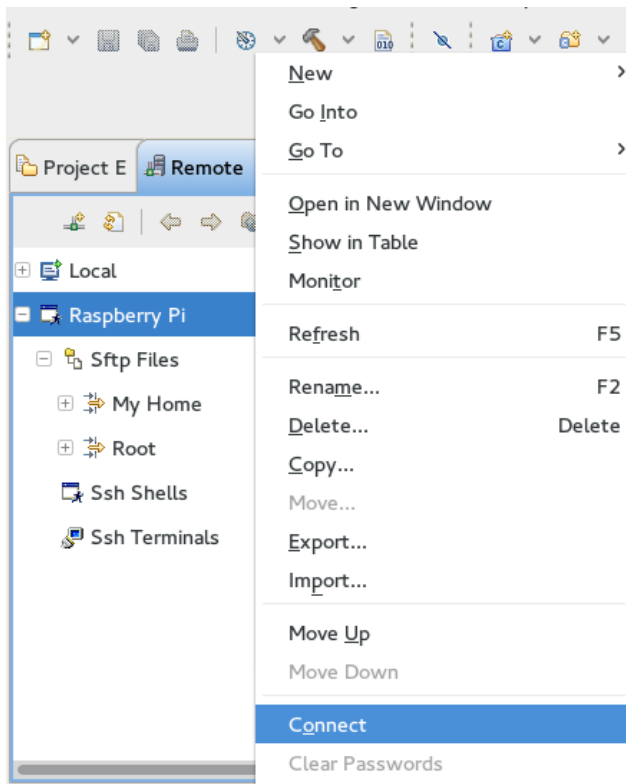 010
New
Go Into
Go To
Project E
Remote
Open in New Window
Show in Table
Monitor
Local
Raspberry Pi
Refresh F5
Sftp Files
Rename... F2
My Home
Delete... Delete
Root
Copy...
Ssh Shells
Move...
Ssh Terminals
Export...
Import...
Move Up
Move Down
Connect
Clear Passwords